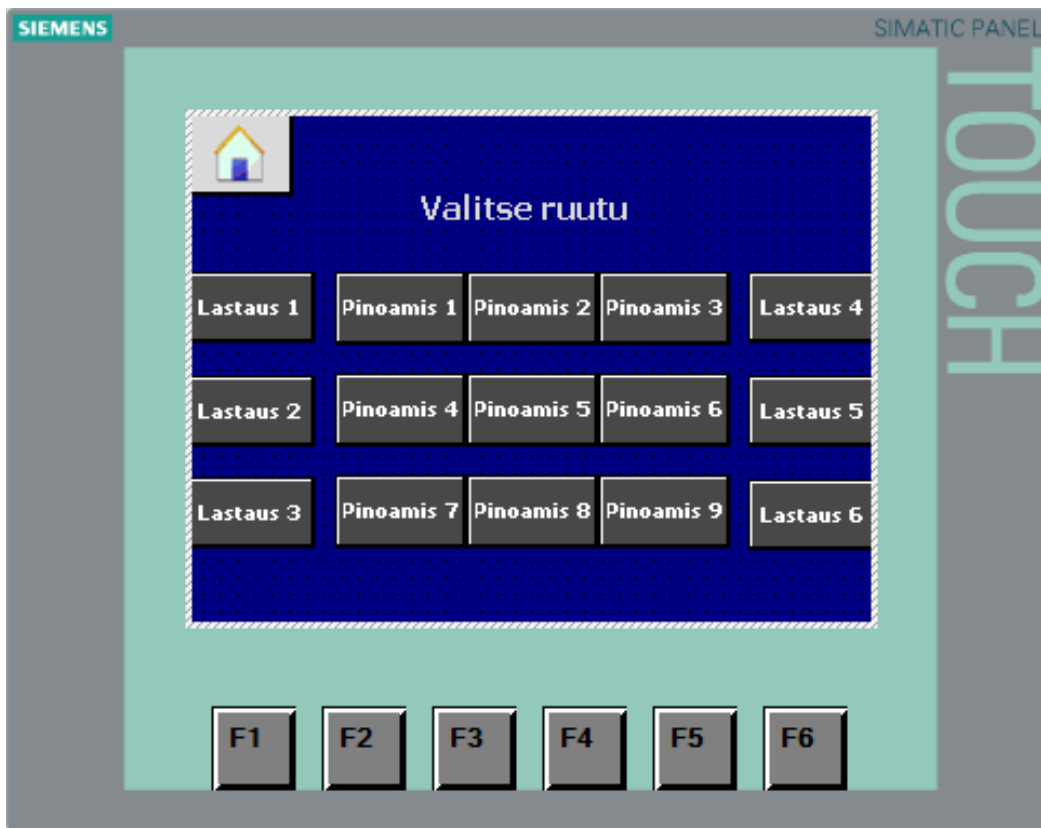 SIEMENS
SIMATIC PANEL
TOUCH
Valitse ruutu
Lastaus 1 Pinoamis 1 Pinoamis 2 Pinoamis 3 Lastaus 4
Lastaus 2 Pinoamis 4 Pinoamis 5 Pinoamis 6 Lastaus 5
Lastaus 3 Pinoamis 7 Pinoamis 8 Pinoamis 9 Lastaus 6
F1 F2 F3 F4 F5 F6